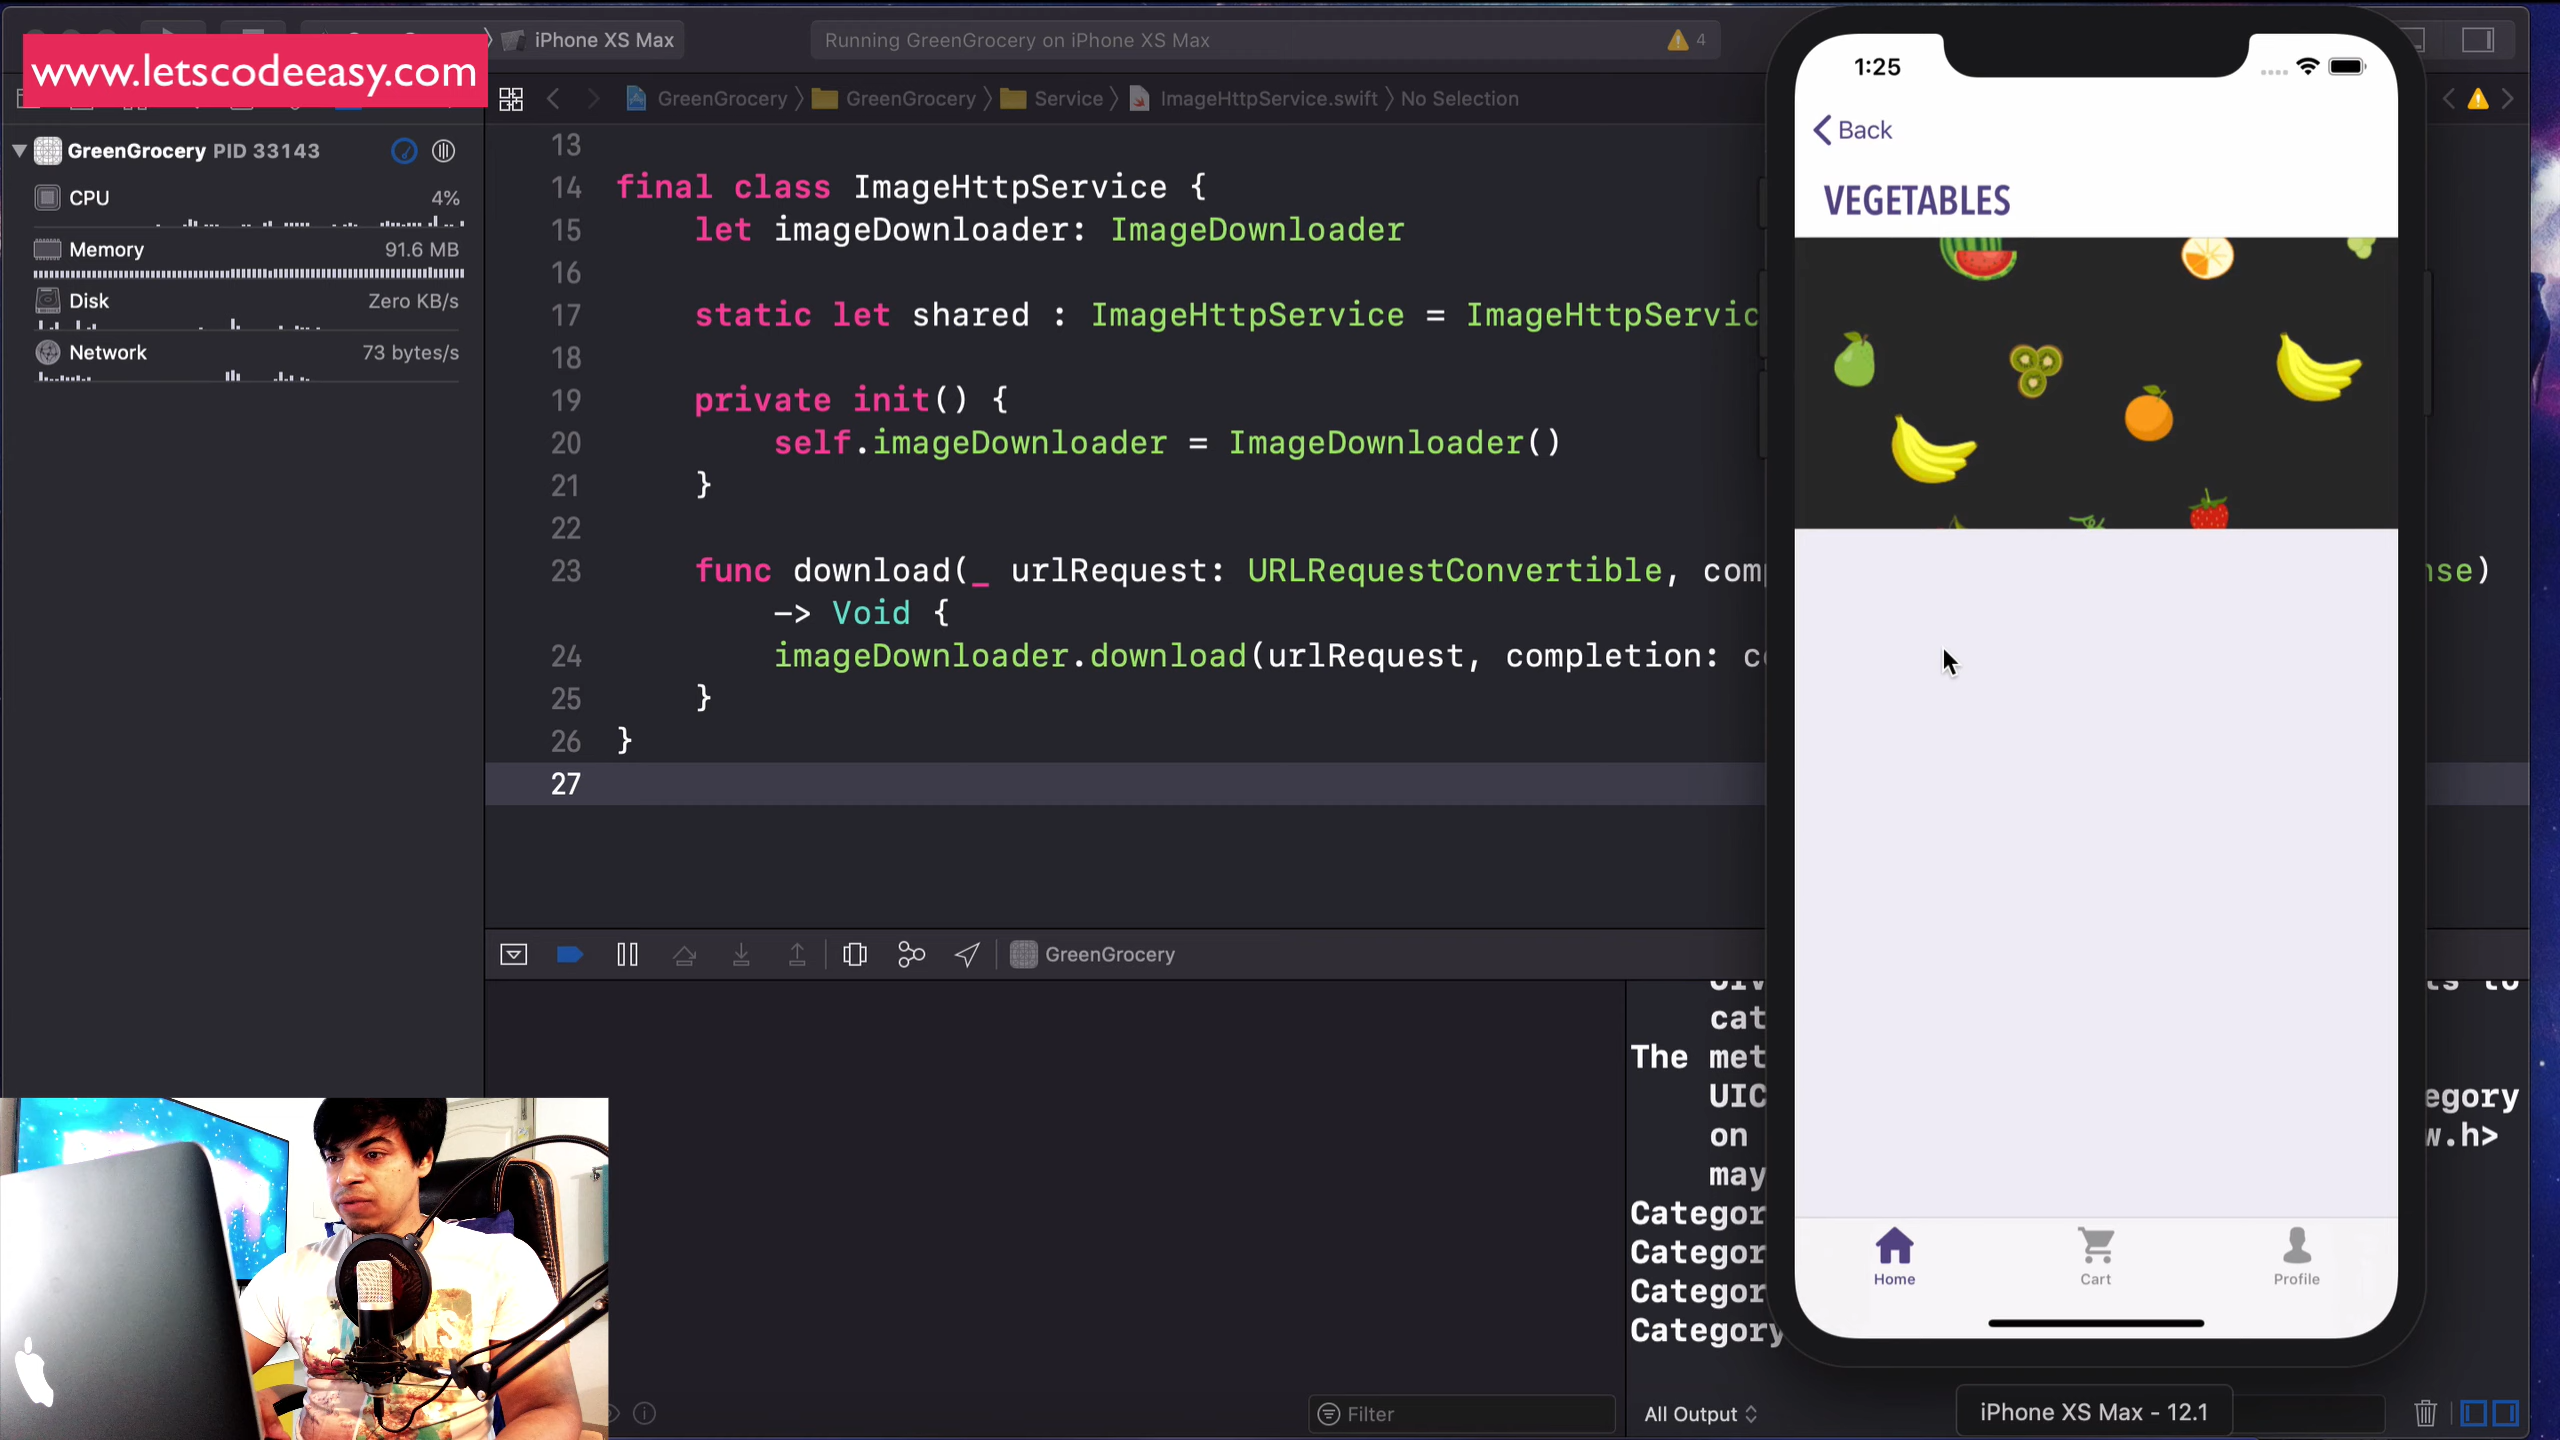 www.letscodeeasy.com
iPhone XS Max
Running GreenGrocery on iPhone XS Max
4
GreenGrocery
GreenGrocery
Service
ImageHttpService.swift
No Selection
GreenGrocery PID 33143
CPU
4%
Memory
91.6 MB
Disk
Zero KB/s
Network
73 bytes/s
13
14 final class ImageHttpService {
15 let imageDownloader: ImageDownloader
16
17 static let shared : ImageHttpService = ImageHttpServic
18
19 private init() {
20 self.imageDownloader = ImageDownloader()
21 }
22
23 func download(_ urlRequest: URLRequestConvertible, com nse)
-> Void {
24 imageDownloader.download(urlRequest, completion: c
25 }
26 }
27
GreenGrocery
cat
The met
UIC egory
on w.h>
may
Categor
Categor
Categor
Category
Filter
All Output
1:25
Back
VEGETABLES
Home
Cart
Profile
iPhone XS Max - 12.1